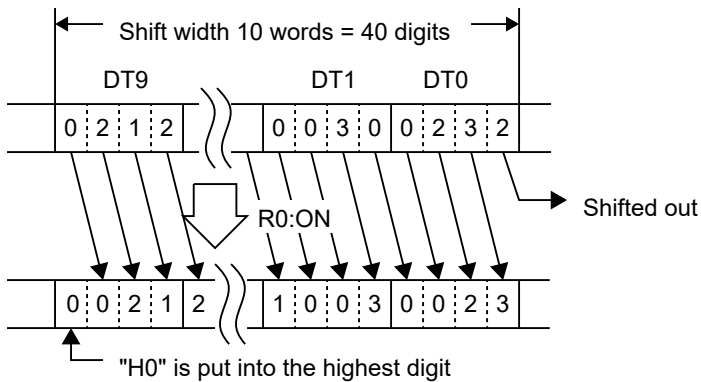 Shift width 10 words = 40 digits
DT9 DT1 DT0
0 2 1 2 0 0 3 0 0 2 3 2
Shifted out
R0:ON
0 0 2 1 2 1 0 0 3 0 0 2 3
"H0" is put into the highest digit